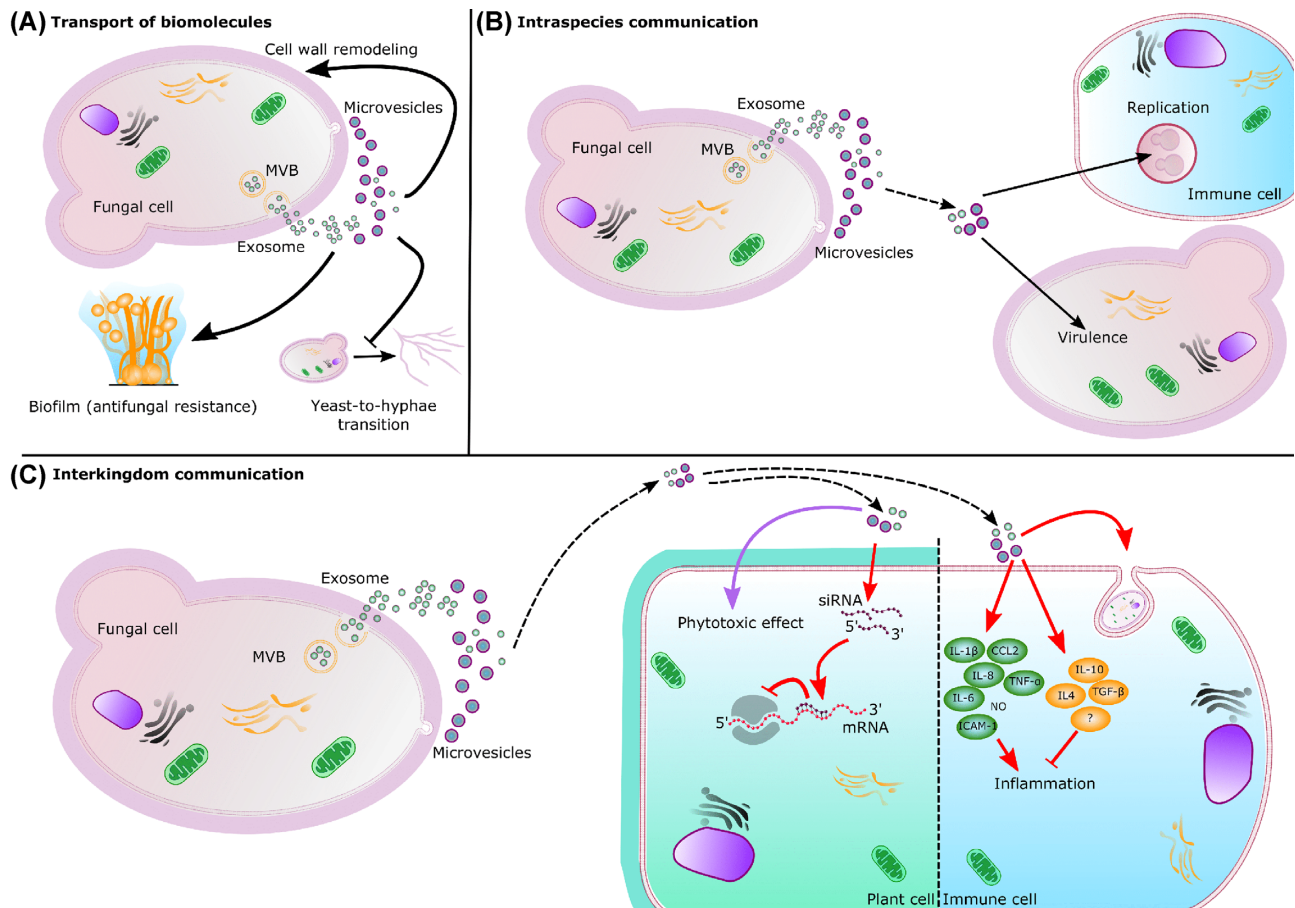 (A) Transport of biomolecules
Cell wall remodeling
Microvesicles
MVB
Fungal cell
Exosome
Biofilm (antifungal resistance)
Yeast-to-hyphae
transition
(B) Intraspecies communication
Exosome
Fungal cell
MVB
Microvesicles
Replication
Immune cell
Virulence
(C) Interkingdom communication
Exosome
Fungal cell
MVB
Microvesicles
siRNA
Phytotoxic effect
5' 3'
5' 3'
mRNA
Plant cell
IL-1β CCL2
IL-8 TNF-α
IL-6 NO
ICAM-1
IL-10
IL4 TGF-β
?
Inflammation
Immune cell